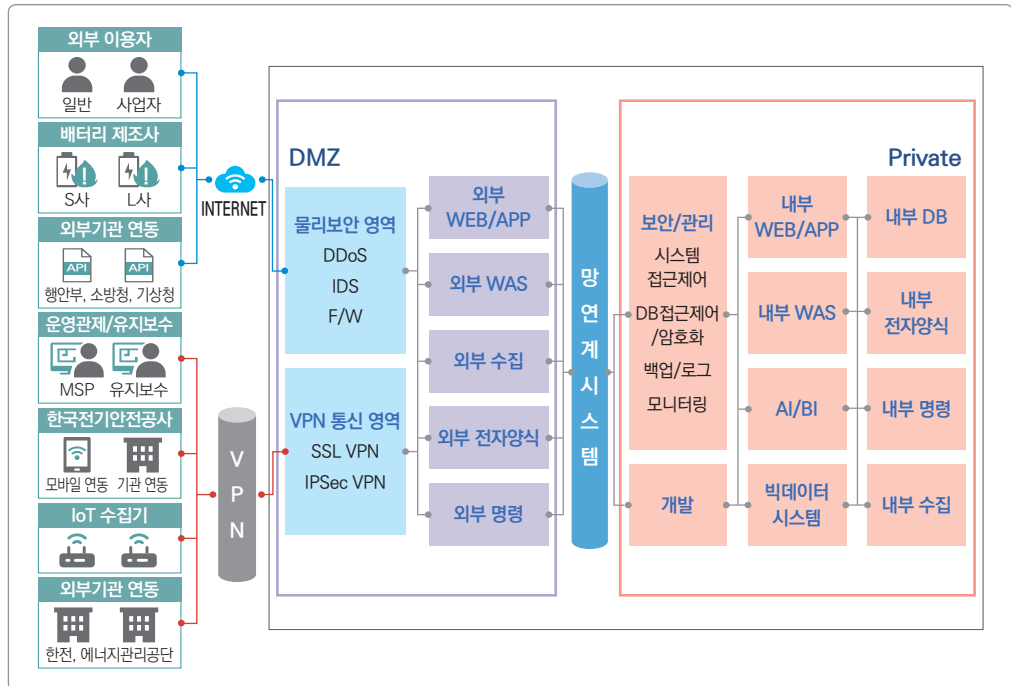 외부 이용자
일반 사업자
배터리 제조사
S사 L사
외부기관 연동
API API
행안부, 소방청, 기상청
운영관제/유지보수
MSP 유지보수
한국전기안전공사
모바일 연동 기관 연동
IoT 수집기
외부기관 연동
한전, 에너지관리공단
INTERNET
V
P
N
DMZ
물리보안 영역
DDoS
IDS
F/W
VPN 통신 영역
SSL VPN
IPSec VPN
외부
WEB/APP
외부 WAS
외부 수집
외부 전자양식
외부 명령
망
연
계
시
스
템
Private
보안/관리
시스템
접근제어
DB접근제어
/암호화
백업/로그
모니터링
개발
내부
WEB/APP
내부 WAS
AI/BI
빅데이터
시스템
내부 DB
내부
전자양식
내부 명령
내부 수집